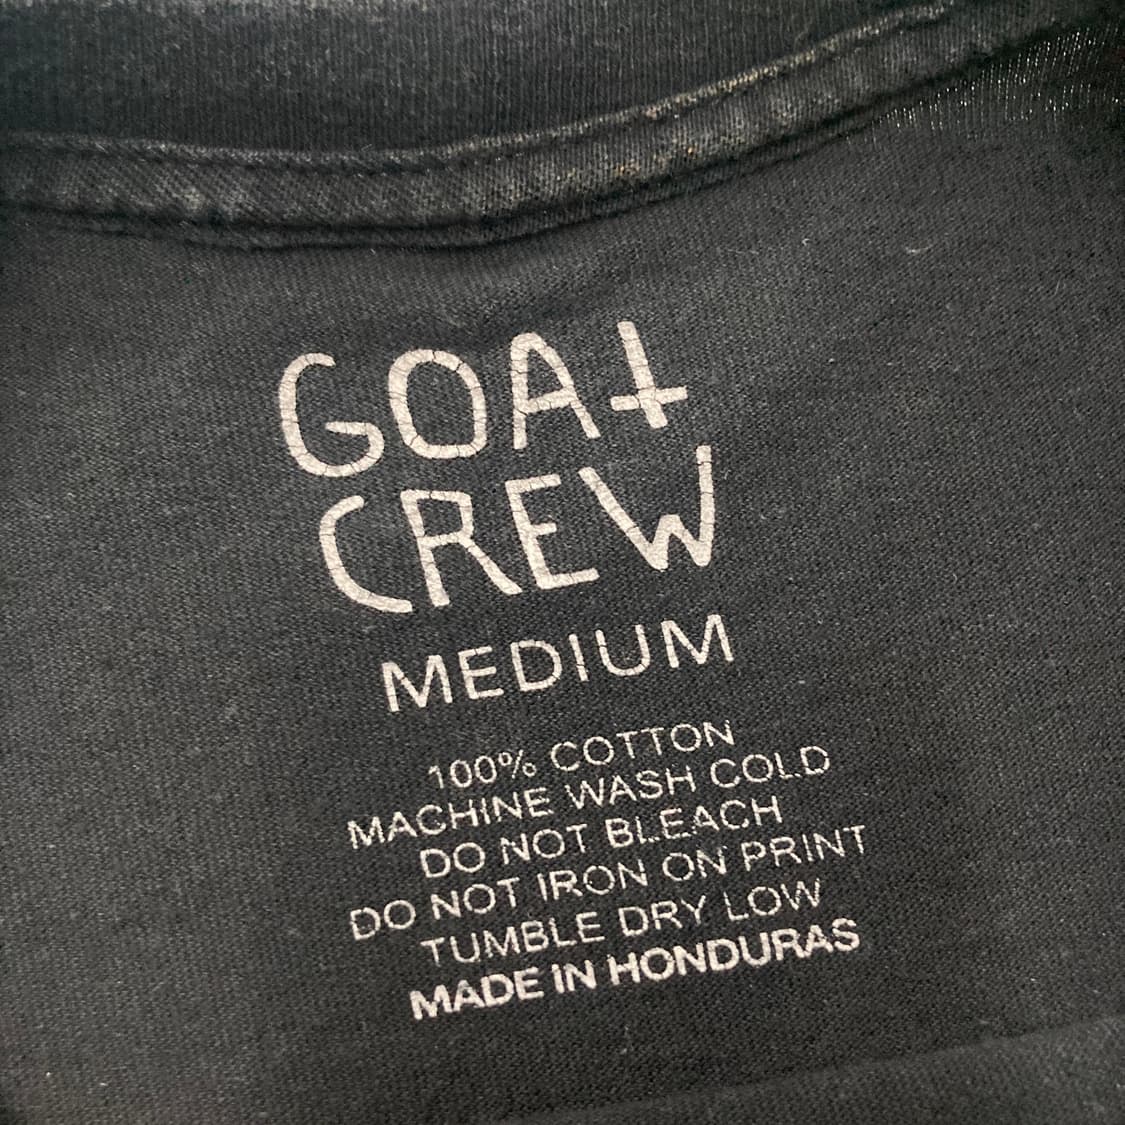 GOAT
CREW
MEDIUM
100% COTTON
MACHINE WASH COLD
DO NOT BLEACH
DO NOT IRON ON PRINT
TUMBLE DRY LOW
MADE IN HONDURAS